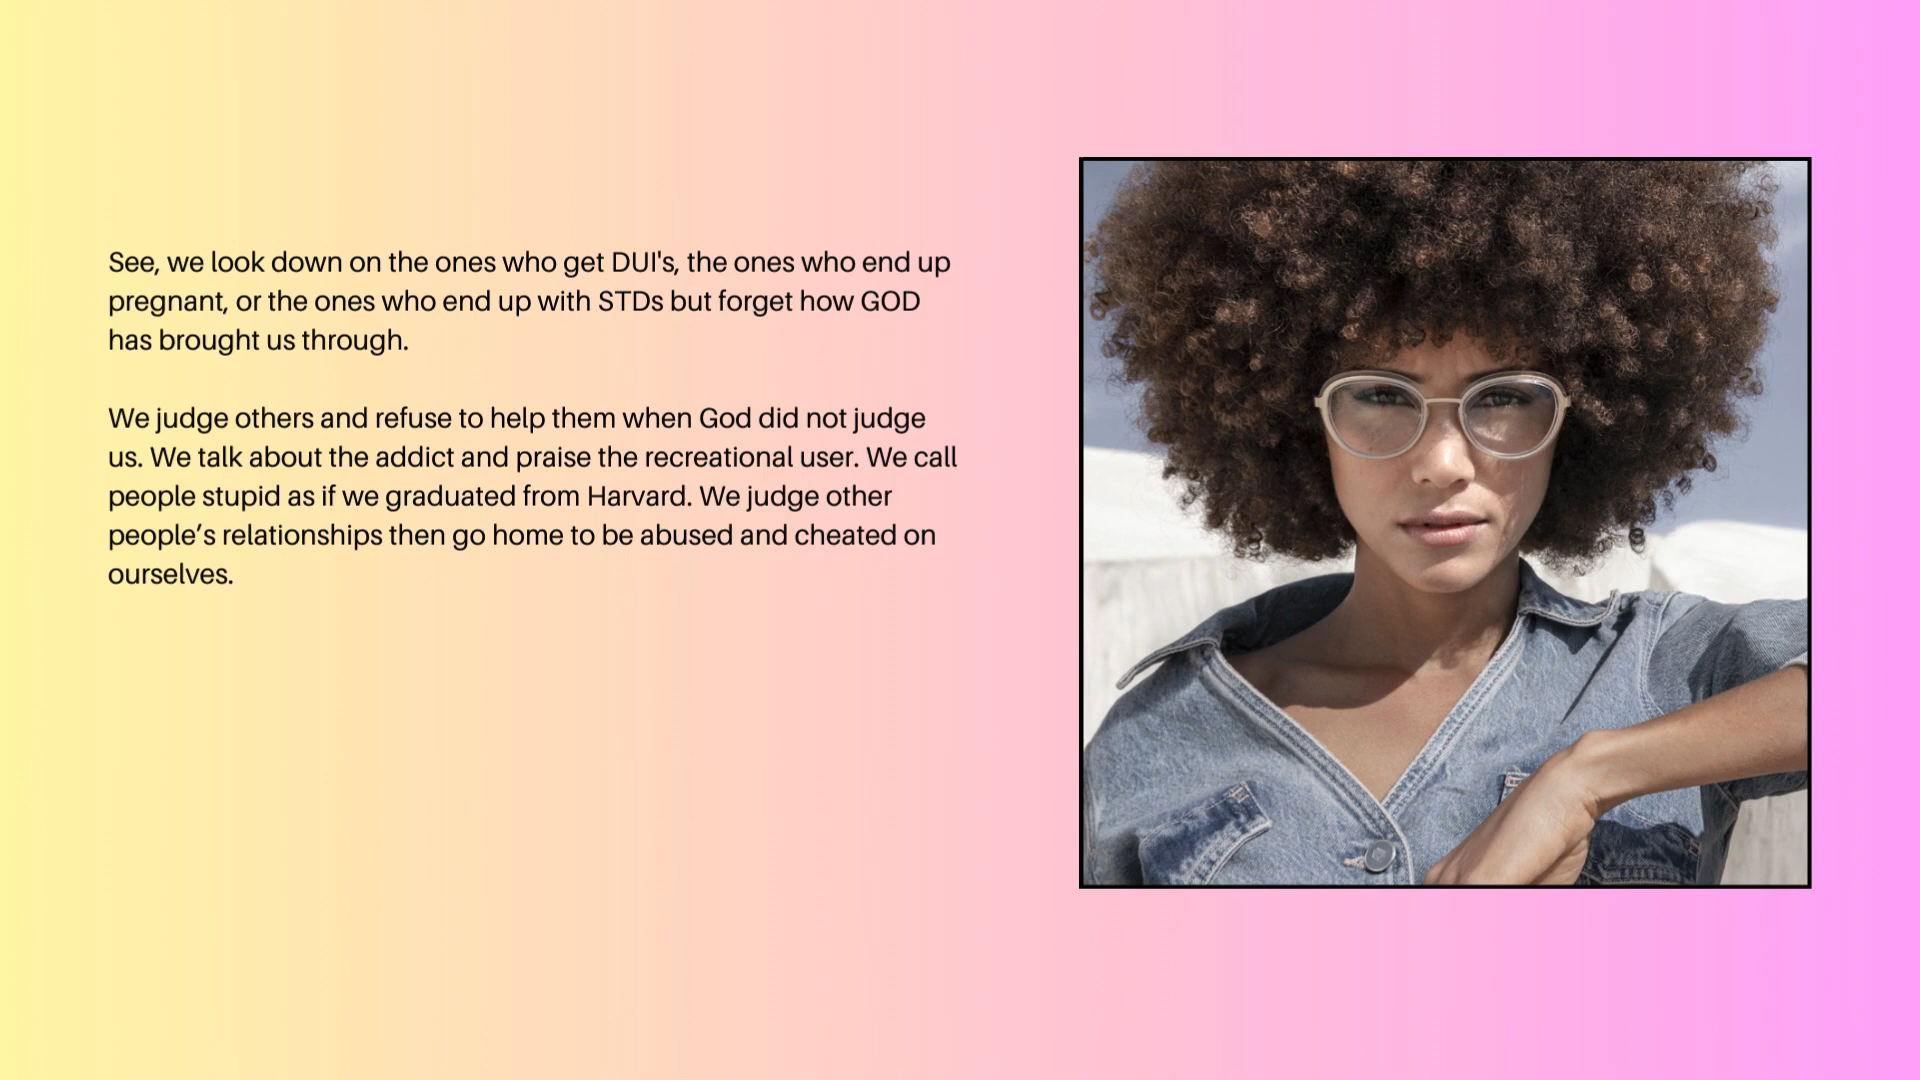 See, we look down on the ones who get DUI's, the ones who end up
pregnant, or the ones who end up with STDs but forget how GOD
has brought us through.
We judge others and refuse to help them when God did not judge
us. We talk about the addict and praise the recreational user. We call
people stupid as if we graduated from Harvard. We judge other
people’s relationships then go home to be abused and cheated on
ourselves.